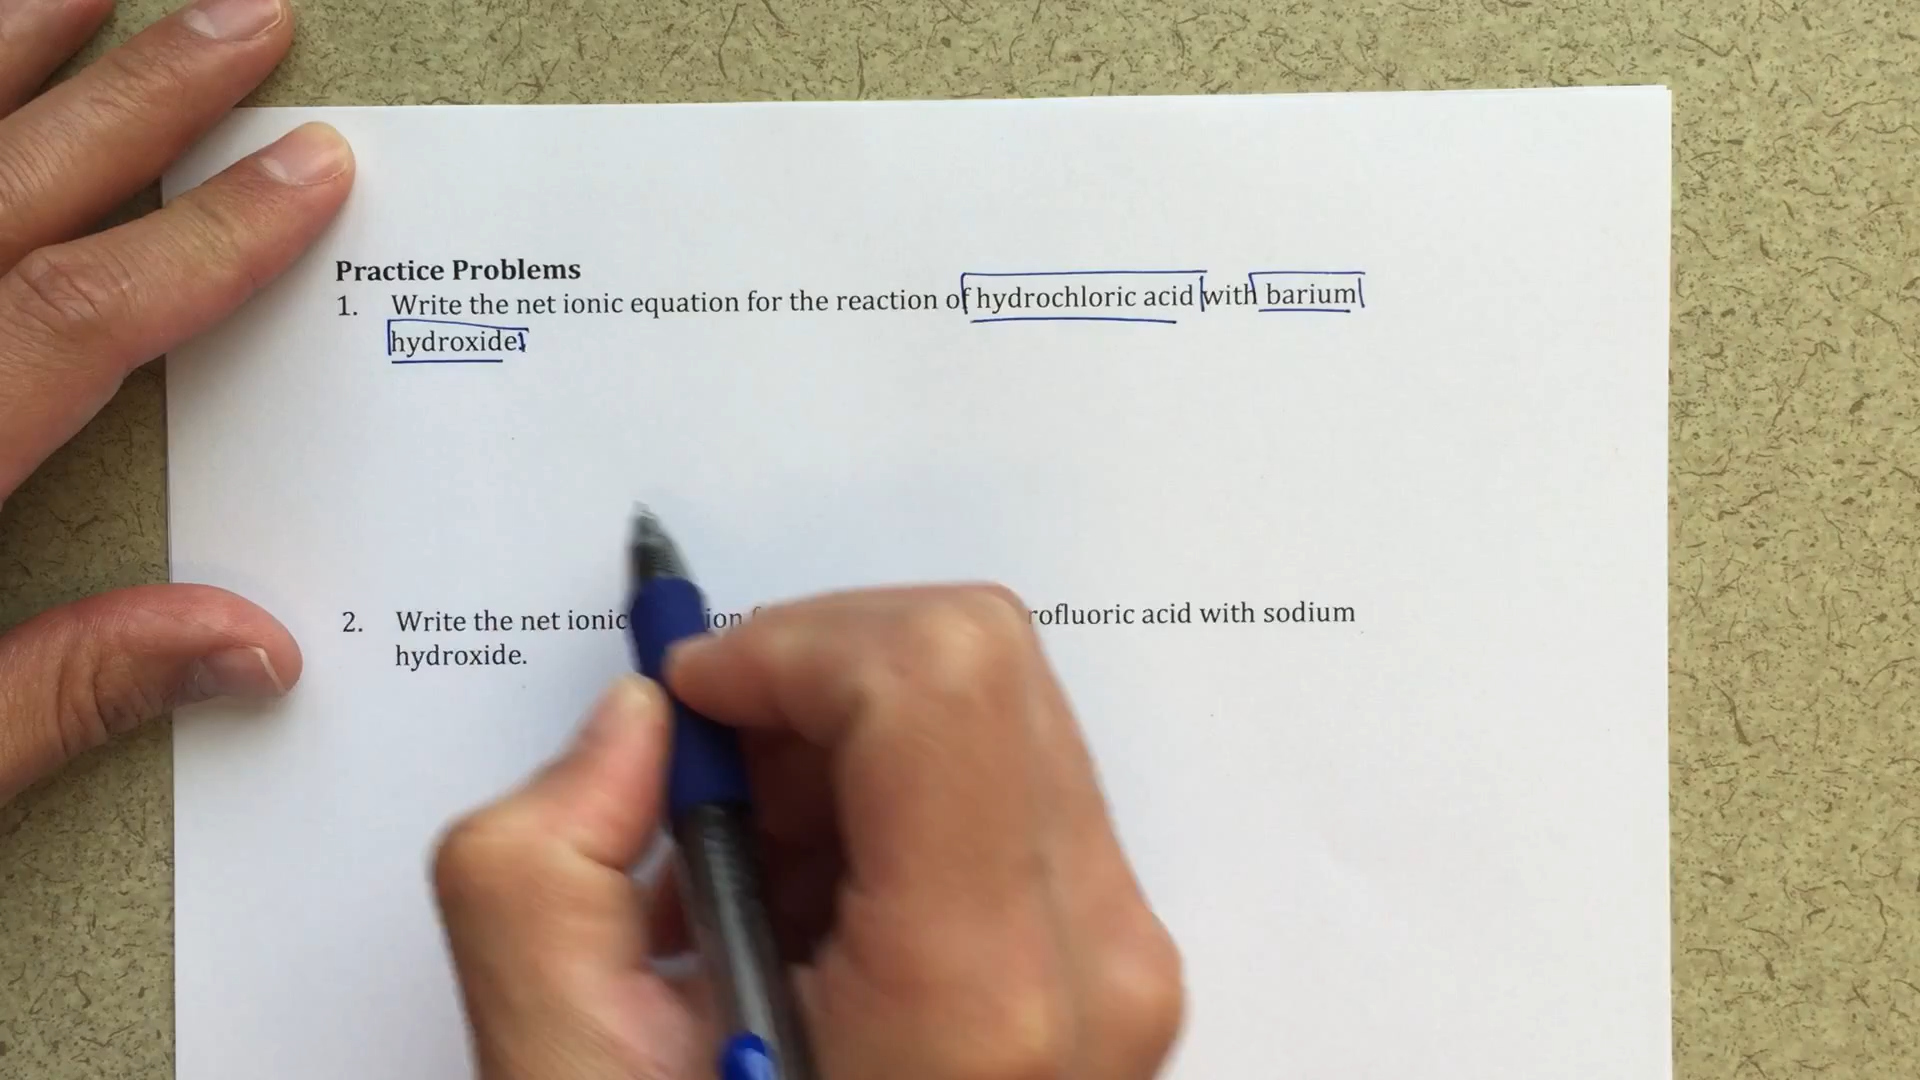 Practice Problems
1. Write the net ionic equation for the reaction of hydrochloric acid with barium
hydroxide.
2. Write the net ionic acid with sodium
hydroxide.